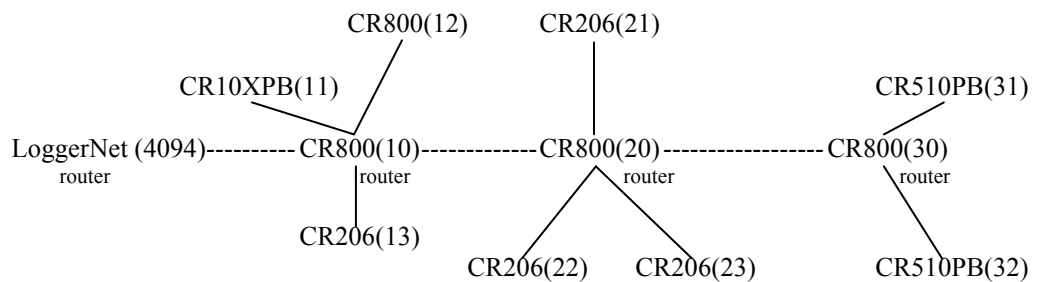 CR800(12) CR206(21)
CR10XPB(11) CR510PB(31)
LoggerNet (4094) CR800(10) CR800(20) CR800(30)
router router router router
CR206(13)
CR206(22) CR206(23) CR510PB(32)